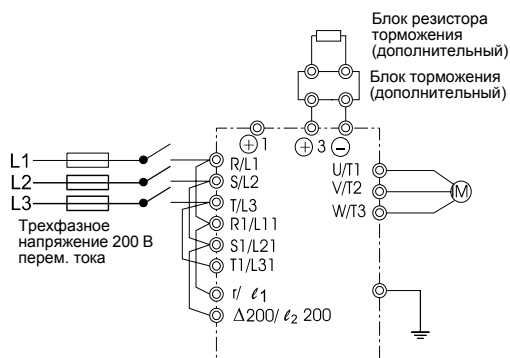 Блок резистора
торможения
(дополнительный)
Блок торможения
(дополнительный)
⊕1
⊕3
⊖
L1
L2
L3
R/L1
S/L2
T/L3
R1/L11
S1/L21
T1/L31
r/ ℓ1
Δ200/ ℓ2 200
U/T1
V/T2
W/T3
M
Трехфазное
напряжение 200 В
перем. тока